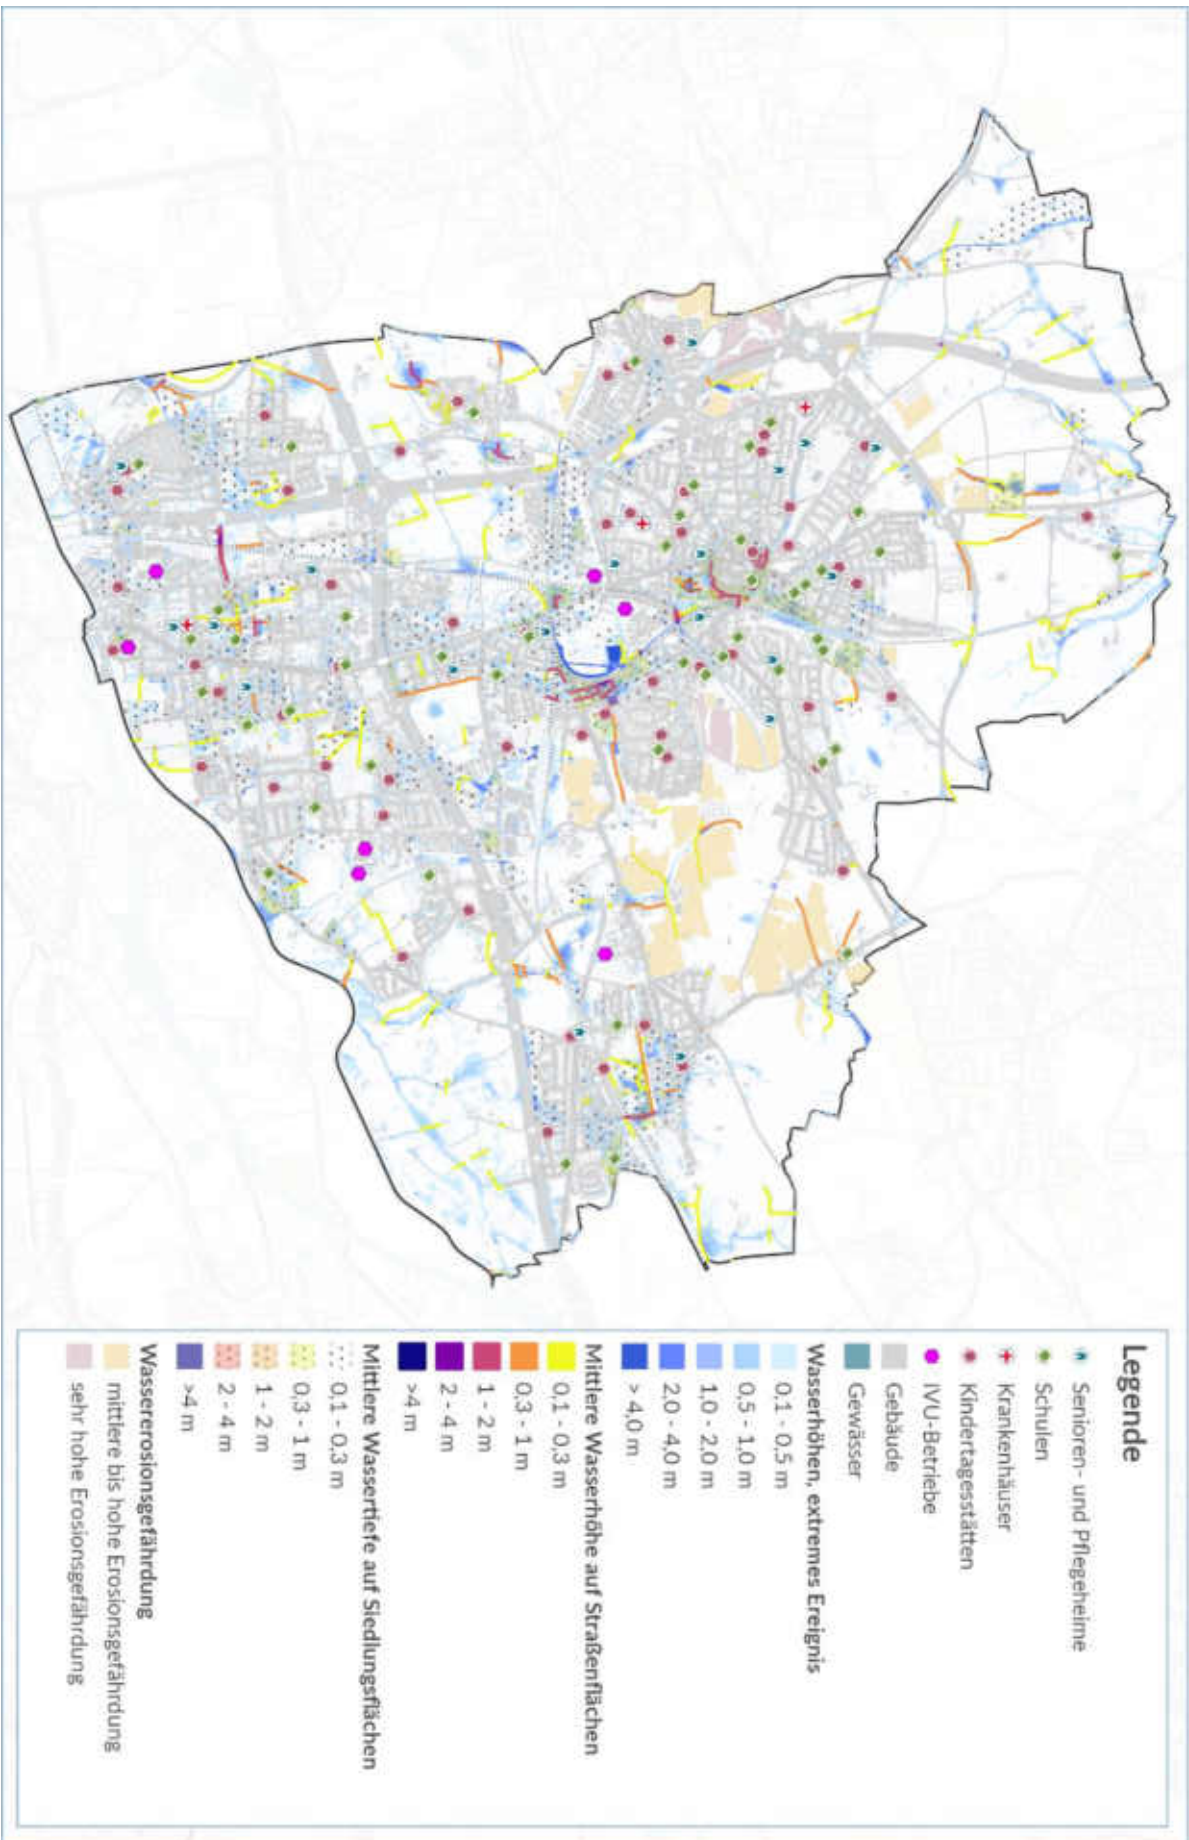 Legende
Senioren- und Pflegeheime
Schulen
Krankenhäuser
Kindertagesstätten
IVU-Betriebe
Gebäude
Gewässer
Wasserhöhen, extremes Ereignis
0,1 - 0,5 m
0,5 - 1,0 m
1,0 - 2,0 m
2,0 - 4,0 m
> 4,0 m
Mittlere Wasserhöhe auf Straßenflächen
0,1 - 0,3 m
0,3 - 1 m
1 - 2 m
2 - 4 m
>4 m
Mittlere Wassertiefe auf Siedlungsflächen
0,1 - 0,3 m
0,3 - 1 m
1 - 2 m
2 - 4 m
>4 m
Wassererosionsgefährdung
mittlere bis hohe Erosionsgefährdung
sehr hohe Erosionsgefährdung